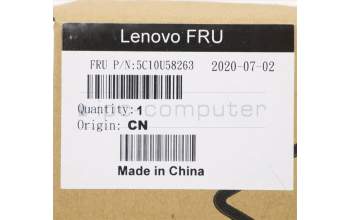 Lenovo FRU
FRU P/N:5C10U58263 2020-07-02
Quantity:1
Origin: CN
Made in China